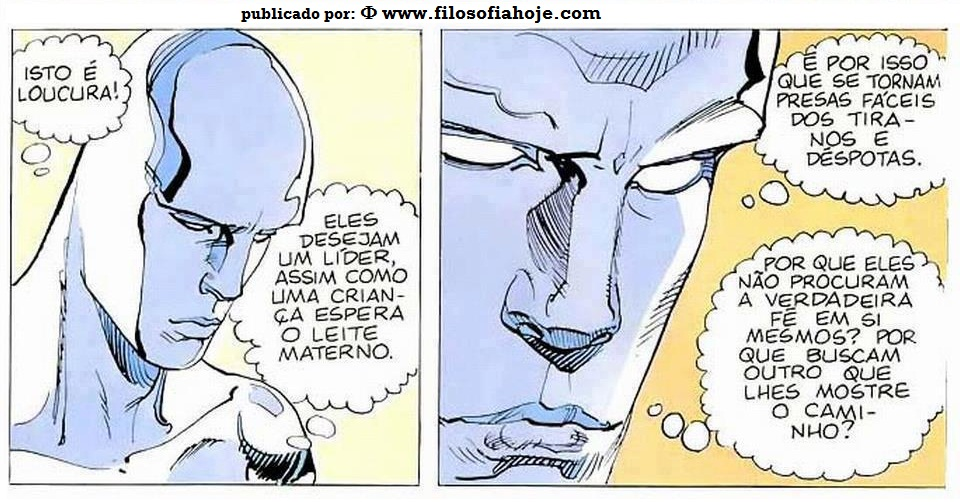 publicado por: Φ www.filosofiahoje.com
ISTO É
LOUCURA!
ELES
DESEJAM
UM LÍDER,
ASSIM COMO
UMA CRIAN-
ÇA ESPERA
O LEITE
MATERNO.
É POR ISSO
QUE SE TORNAM
PRESAS FÁCEIS
DOS TIRA-
NOS E
DÉSPOTAS.
POR QUE ELES
NÃO PROCURAM
A VERDADEIRA
FÉ EM SI
MESMOS? POR
QUE BUSCAM
OUTRO QUE
LHES MOSTRE
O CAMI-
NHO?